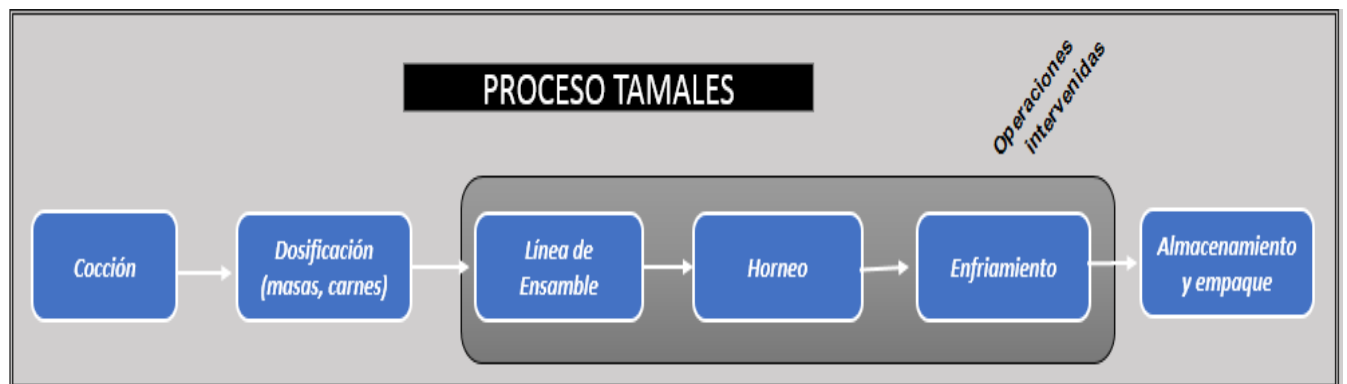 PROCESO TAMALES
Operaciones
intervenidas
Cocción
Dosificación
(masas, carnes)
Línea de
Ensamble
Horneo
Enfriamiento
Almacenamiento
y empaque